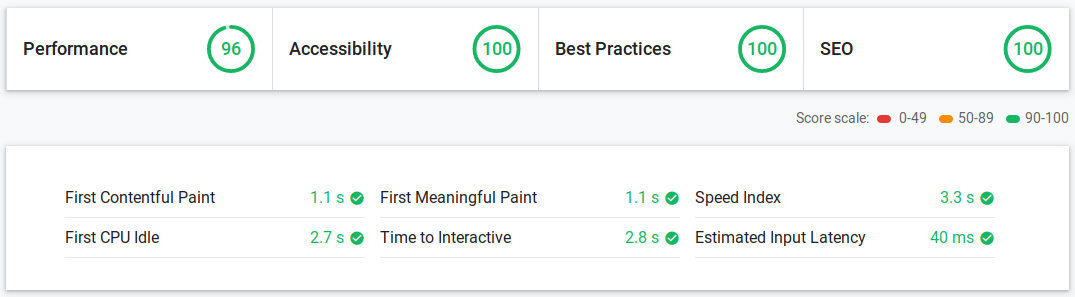 Performance 96 Accessibility 100 Best Practices 100 SEO 100
Score scale: 0-49 50-89 90-100
First Contentful Paint 1.1 s First Meaningful Paint 1.1 s Speed Index 3.3 s
First CPU Idle 2.7 s Time to Interactive 2.8 s Estimated Input Latency 40 ms